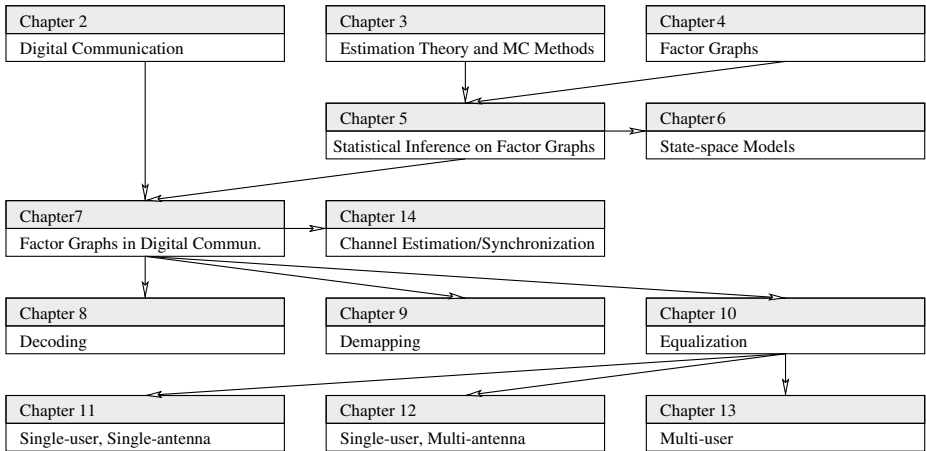 Chapter 2
Digital Communication
Chapter 3
Estimation Theory and MC Methods
Chapter 4
Factor Graphs
Chapter 5
Statistical Inference on Factor Graphs
Chapter 6
State-space Models
Chapter7
Factor Graphs in Digital Commun.
Chapter 14
Channel Estimation/Synchronization
Chapter 8
Decoding
Chapter 9
Demapping
Chapter 10
Equalization
Chapter 11
Single-user, Single-antenna
Chapter 12
Single-user, Multi-antenna
Chapter 13
Multi-user